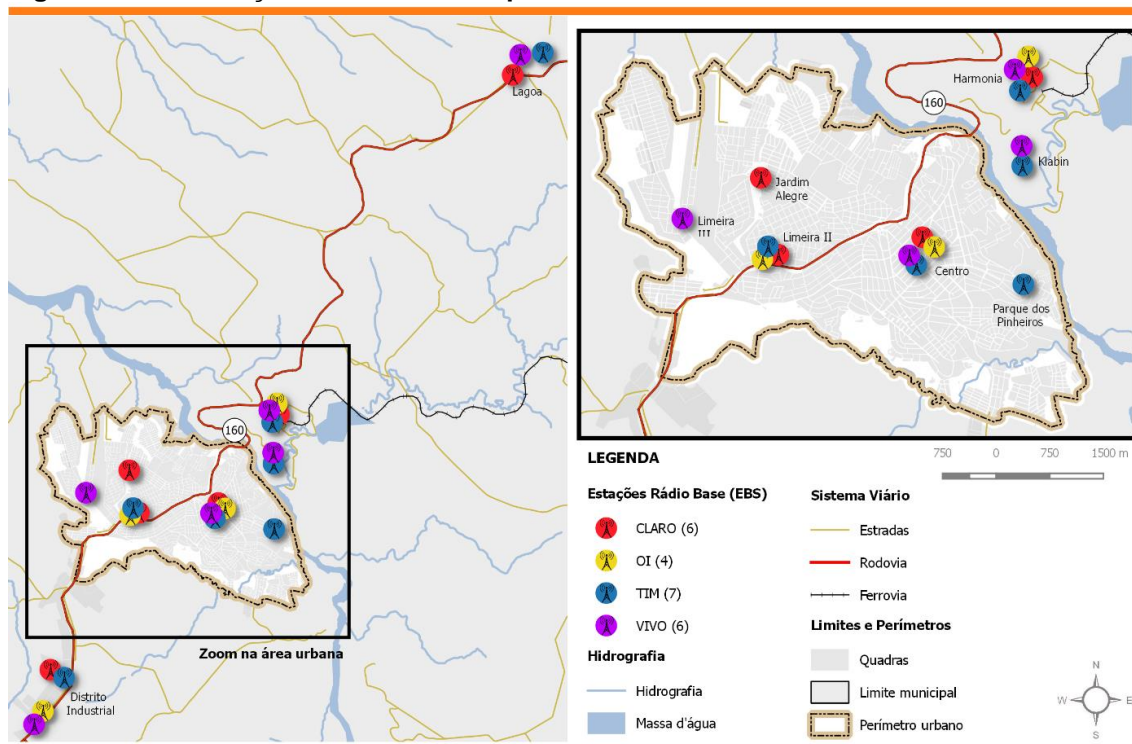 Lagoa
160
Zoom na área urbana
Distrito
Industrial
Harmonia
160
Klabin
Jardim
Alegre
Limeira
III
Limeira II
Centro
Parque dos
Pinheiros
LEGENDA
750 0 750 1500 m
Estações Rádio Base (EBS)
CLARO (6)
OI (4)
TIM (7)
VIVO (6)
Hidrografia
Hidrografia
Massa d'água
Sistema Viário
Estradas
Rodovia
Ferrovia
Limites e Perímetros
Quadras
Limite municipal
Perímetro urbano
N
W E
S